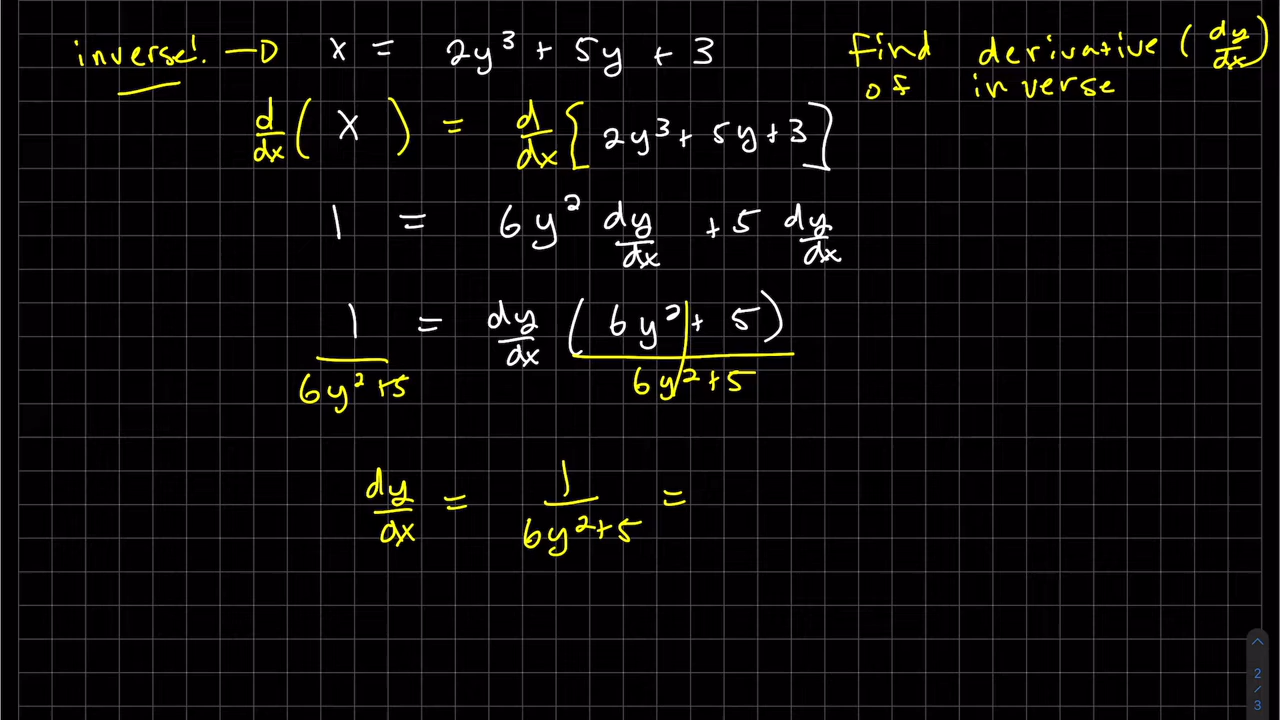 inverse! → x = 2y³ + 5y + 3 find derivative (dy/dx)
of inverse
d/dx ( x ) = d/dx [ 2y³ + 5y + 3 ]
1 = 6y² dy/dx + 5 dy/dx
1 = dy/dx ( 6y² + 5 )
6y² + 5 6y² + 5
dy/dx = 1/(6y² + 5) =
2
/
3